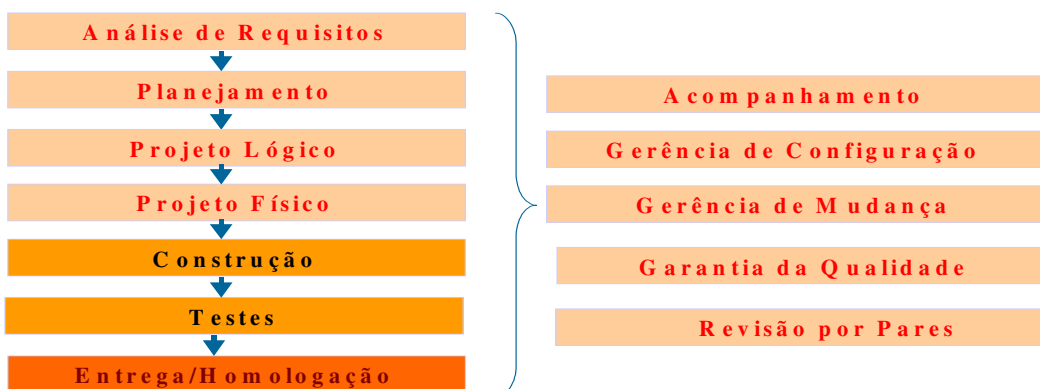 Análise de Requisitos
Planejamento
Projeto Lógico
Projeto Físico
Construção
Testes
Entrega/Homologação
Acompanhamento
Gerência de Configuração
Gerência de Mudança
Garantia da Qualidade
Revisão por Pares